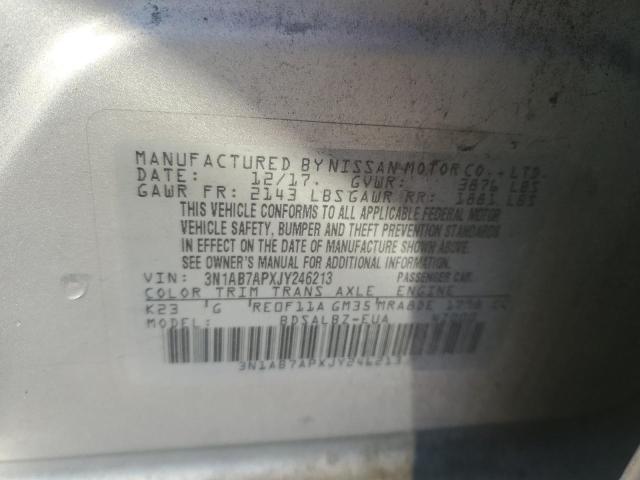 MANUFACTURED BY NISSAN MOTOR CO., LTD.
DATE: 12/17. GVWR: 3876 LBS
GAWR FR: 2143 LBS GAWR RR: 1881 LBS
THIS VEHICLE CONFORMS TO ALL APPLICABLE FEDERAL MOTOR
VEHICLE SAFETY, BUMPER AND THEFT PREVENTION STANDARDS
IN EFFECT ON THE DATE OF MANUFACTURE SHOWN ABOVE.
SEE OWNER'S MANUAL FOR ADDITIONAL INFORMATION.
VIN: 3N1AB7APXJY246213 PASSENGER CAR.
COLOR TRIM TRANS AXLE ENGINE
K23 G RE0F11A GM35 MRA8DE 1798 CC
MODEL: BDSALBZ-EUA
3N1AB7APXJY246213